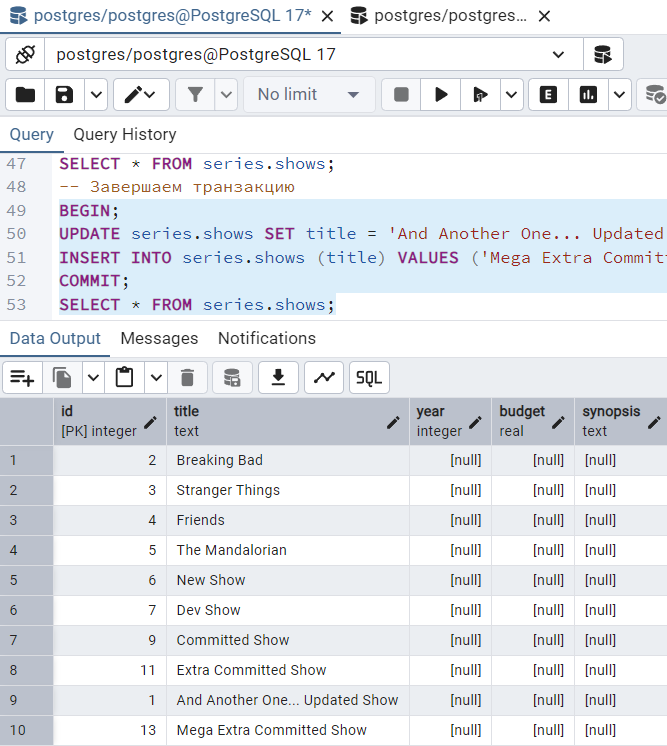 postgres/postgres@PostgreSQL 17* postgres/postgres...
postgres/postgres@PostgreSQL 17
No limit E
Query Query History
47 SELECT * FROM series.shows;
48 -- Завершаем транзакцию
49 BEGIN;
50 UPDATE series.shows SET title = 'And Another One... Updated
51 INSERT INTO series.shows (title) VALUES ('Mega Extra Committ
52 COMMIT;
53 SELECT * FROM series.shows;
Data Output Messages Notifications
SQL
id title year budget synopsis
[PK] integer text integer real text
1 2 Breaking Bad [null] [null] [null]
2 3 Stranger Things [null] [null] [null]
3 4 Friends [null] [null] [null]
4 5 The Mandalorian [null] [null] [null]
5 6 New Show [null] [null] [null]
6 7 Dev Show [null] [null] [null]
7 9 Committed Show [null] [null] [null]
8 11 Extra Committed Show [null] [null] [null]
9 1 And Another One... Updated Show [null] [null] [null]
10 13 Mega Extra Committed Show [null] [null] [null]